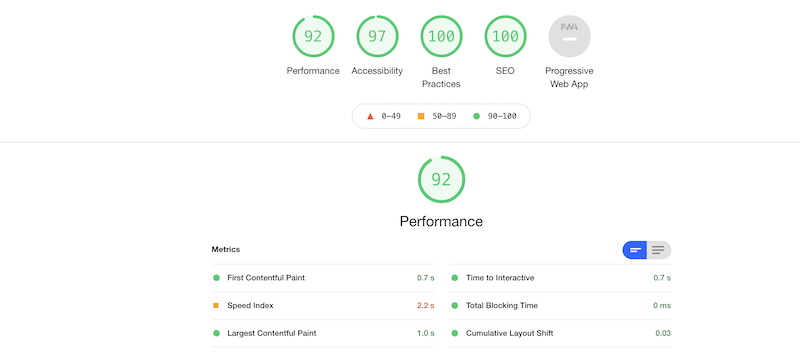 92 97 100 100 PWA
Performance Accessibility Best Practices SEO Progressive Web App
0–49 50–89 90–100
92
Performance
Metrics
First Contentful Paint 0.7 s
Time to Interactive 0.7 s
Speed Index 2.2 s
Total Blocking Time 0 ms
Largest Contentful Paint 1.0 s
Cumulative Layout Shift 0.03